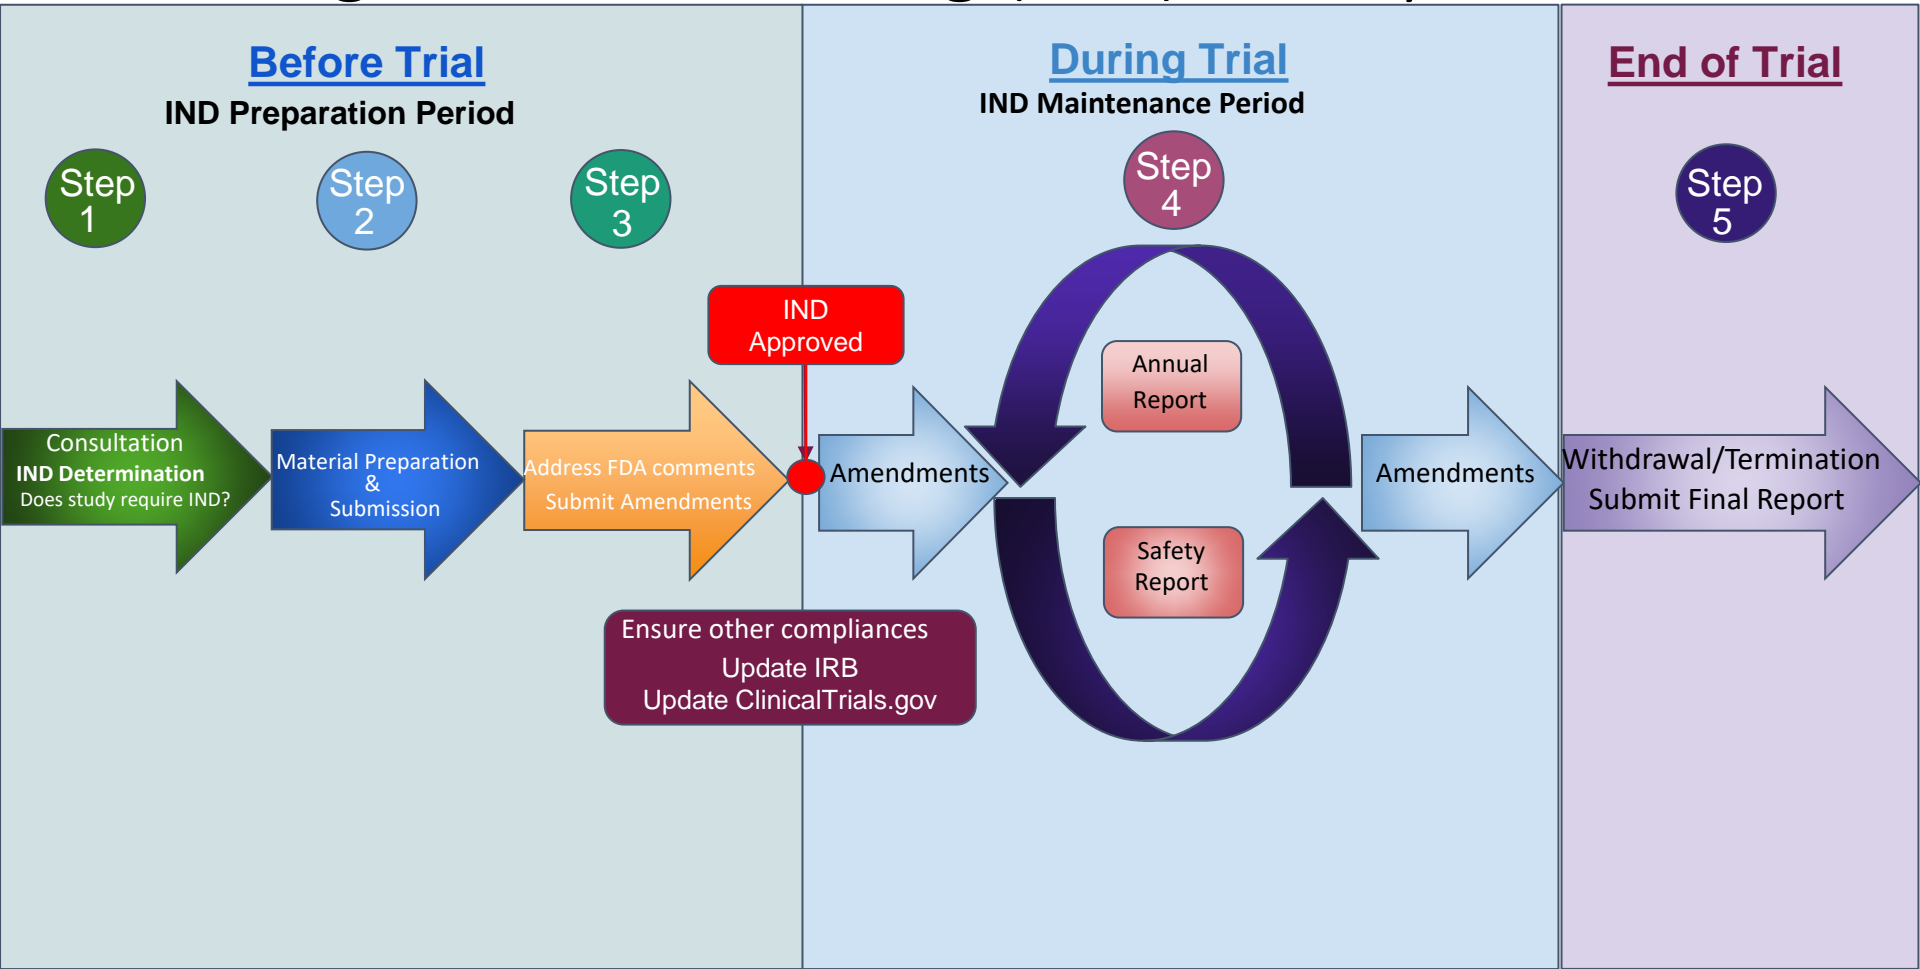 Before Trial
IND Preparation Period
Step
1
Step
2
Step
3
Consultation
IND Determination
Does study require IND?
Material Preparation
&
Submission
Address FDA comments
Submit Amendments
IND
Approved
Ensure other compliances
Update IRB
Update ClinicalTrials.gov
During Trial
IND Maintenance Period
Step
4
Amendments
Annual
Report
Safety
Report
Amendments
End of Trial
Step
5
Withdrawal/Termination
Submit Final Report